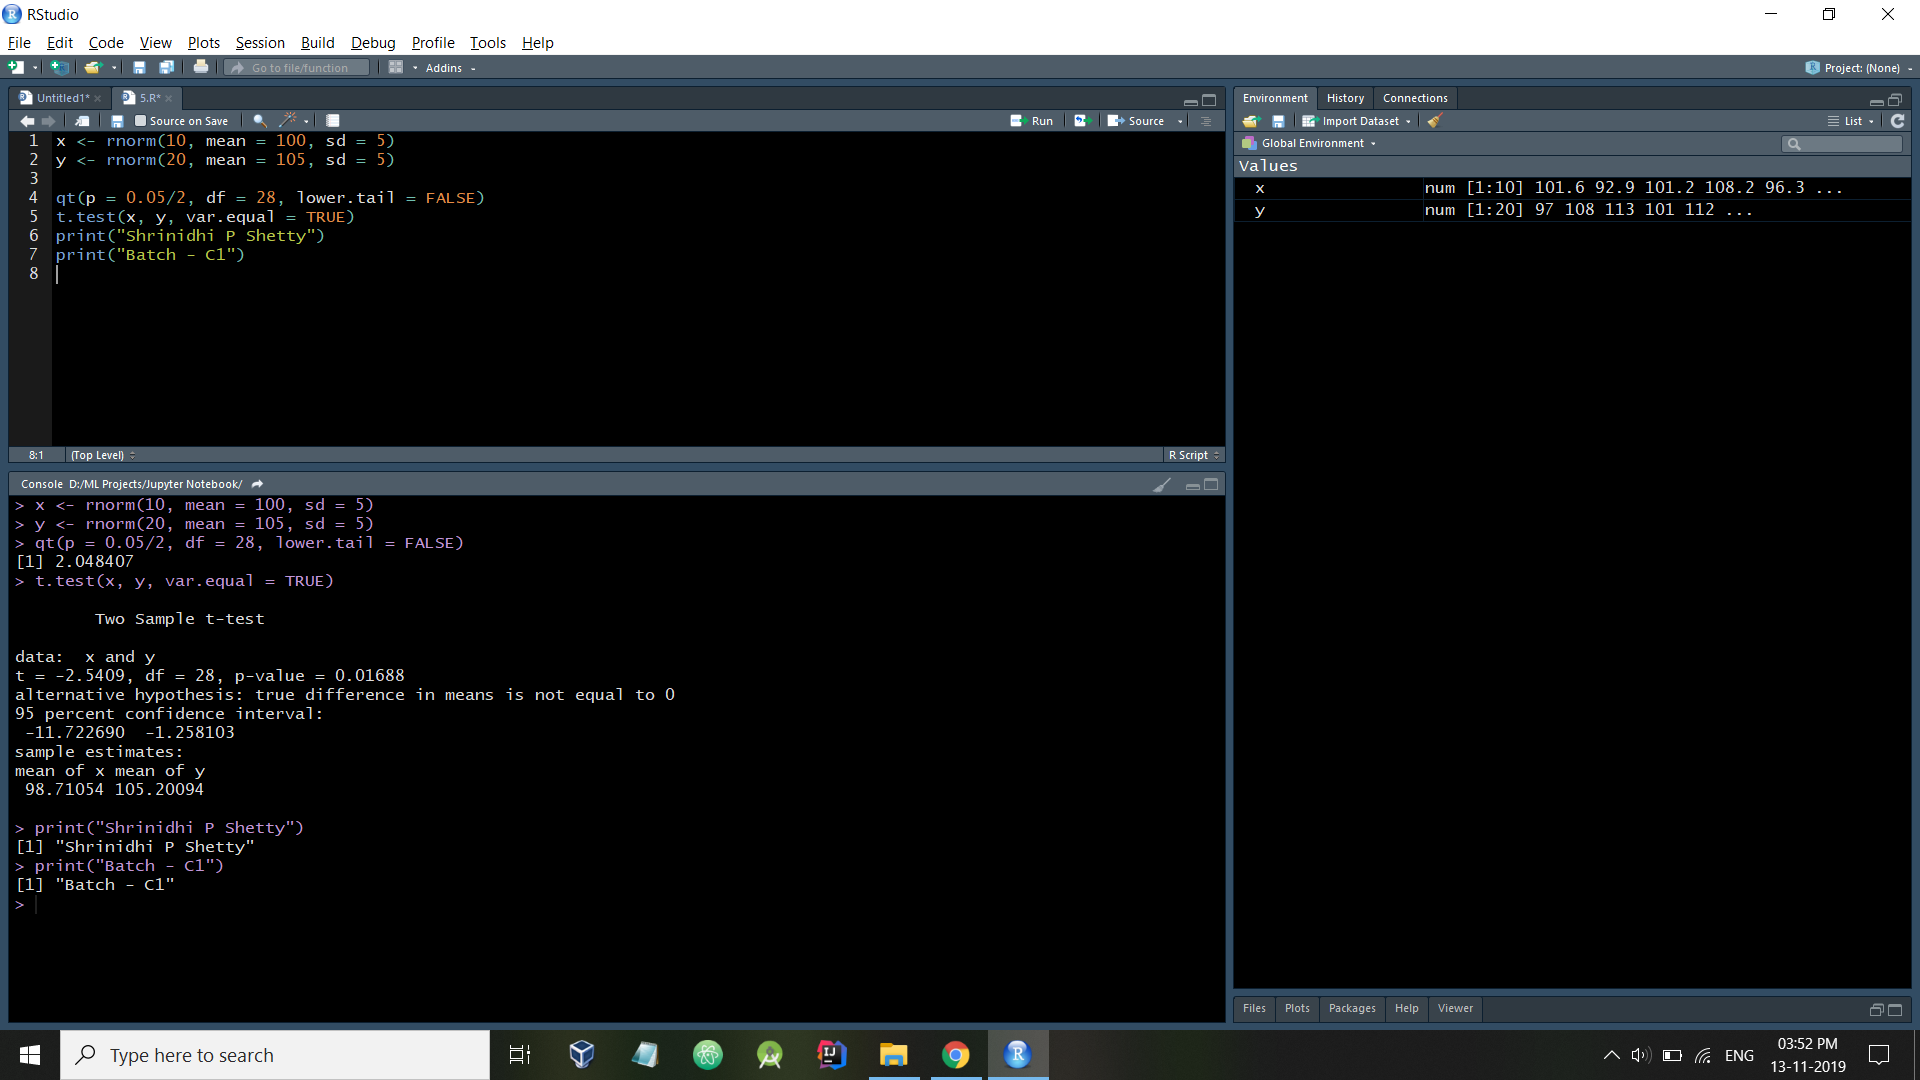 RStudio
File Edit Code View Plots Session Build Debug Profile Tools Help
Go to file/function Addins Project: (None)
Untitled1* 5.R*
Source on Save Run Source
1 x <- rnorm(10, mean = 100, sd = 5)
2 y <- rnorm(20, mean = 105, sd = 5)
3
4 qt(p = 0.05/2, df = 28, lower.tail = FALSE)
5 t.test(x, y, var.equal = TRUE)
6 print("Shrinidhi P Shetty")
7 print("Batch - C1")
8
8:1 (Top Level) R Script
Console D:/ML Projects/Jupyter Notebook/
> x <- rnorm(10, mean = 100, sd = 5)
> y <- rnorm(20, mean = 105, sd = 5)
> qt(p = 0.05/2, df = 28, lower.tail = FALSE)
[1] 2.048407
> t.test(x, y, var.equal = TRUE)
Two Sample t-test
data:  x and y
t = -2.5409, df = 28, p-value = 0.01688
alternative hypothesis: true difference in means is not equal to 0
95 percent confidence interval:
-11.722690  -1.258103
sample estimates:
mean of x mean of y
98.71054 105.20094
> print("Shrinidhi P Shetty")
[1] "Shrinidhi P Shetty"
> print("Batch - C1")
[1] "Batch - C1"
>
Environment History Connections
Import Dataset List
Global Environment
Values
x num [1:10] 101.6 92.9 101.2 108.2 96.3 ...
y num [1:20] 97 108 113 101 112 ...
Files Plots Packages Help Viewer
Type here to search
ENG
03:52 PM
13-11-2019